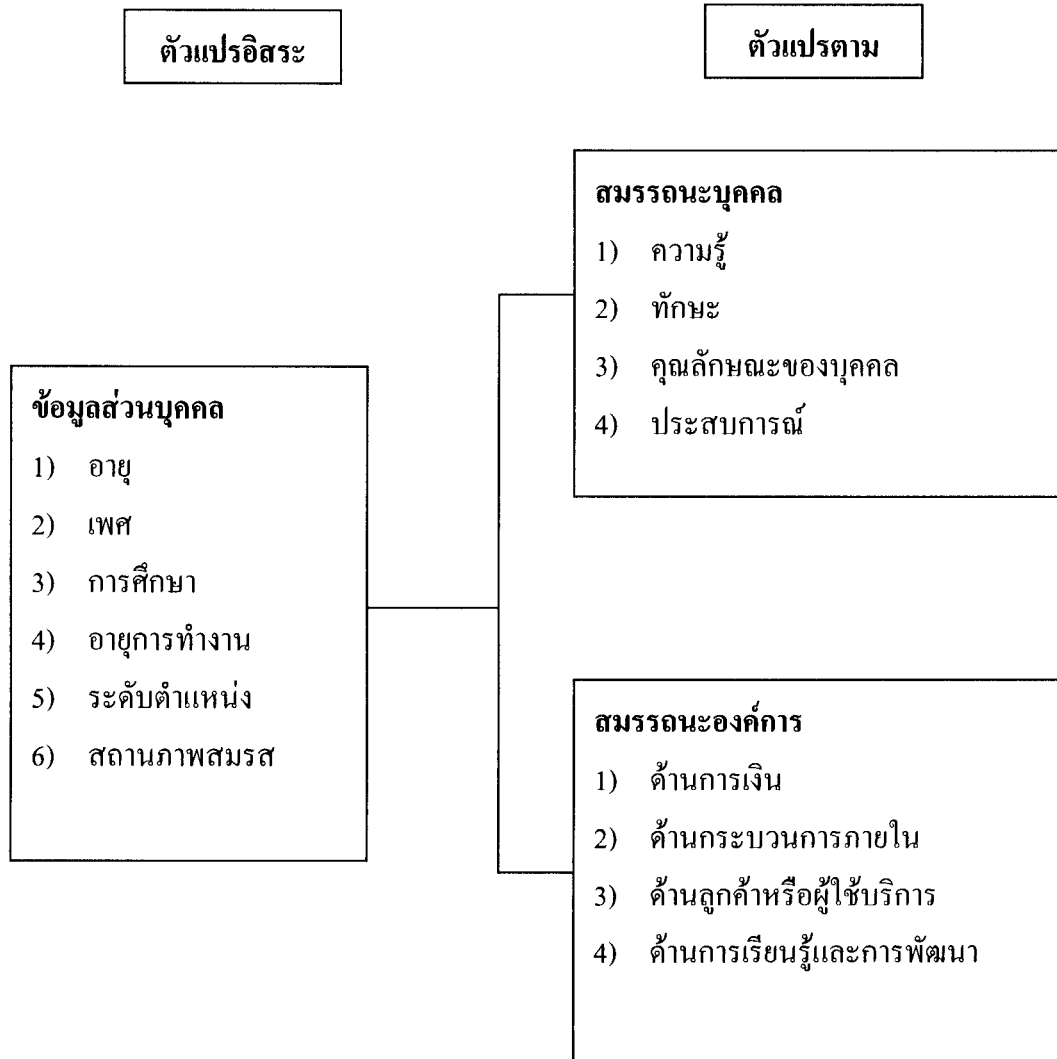 ตัวแปรอิสระ
ตัวแปรตาม
ข้อมูลส่วนบุคคล
1) อายุ
2) เพศ
3) การศึกษา
4) อายุการทำงาน
5) ระดับตำแหน่ง
6) สถานภาพสมรส
สมรรถนะบุคคล
1) ความรู้
2) ทักษะ
3) คุณลักษณะของบุคคล
4) ประสบการณ์
สมรรถนะองค์การ
1) ด้านการเงิน
2) ด้านกระบวนการภายใน
3) ด้านลูกค้าหรือผู้ใช้บริการ
4) ด้านการเรียนรู้และการพัฒนา